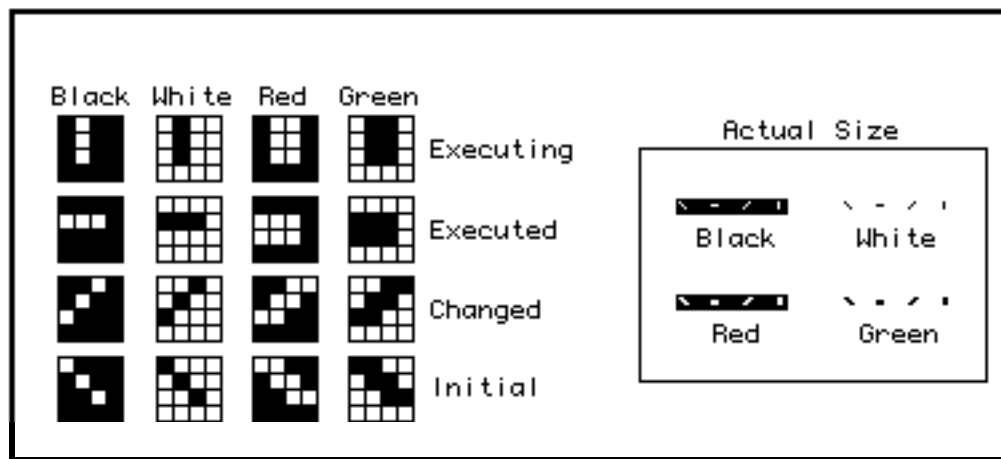 Black White Red Green
Executing
Executed
Changed
Initial
Actual Size
Black White
Red Green